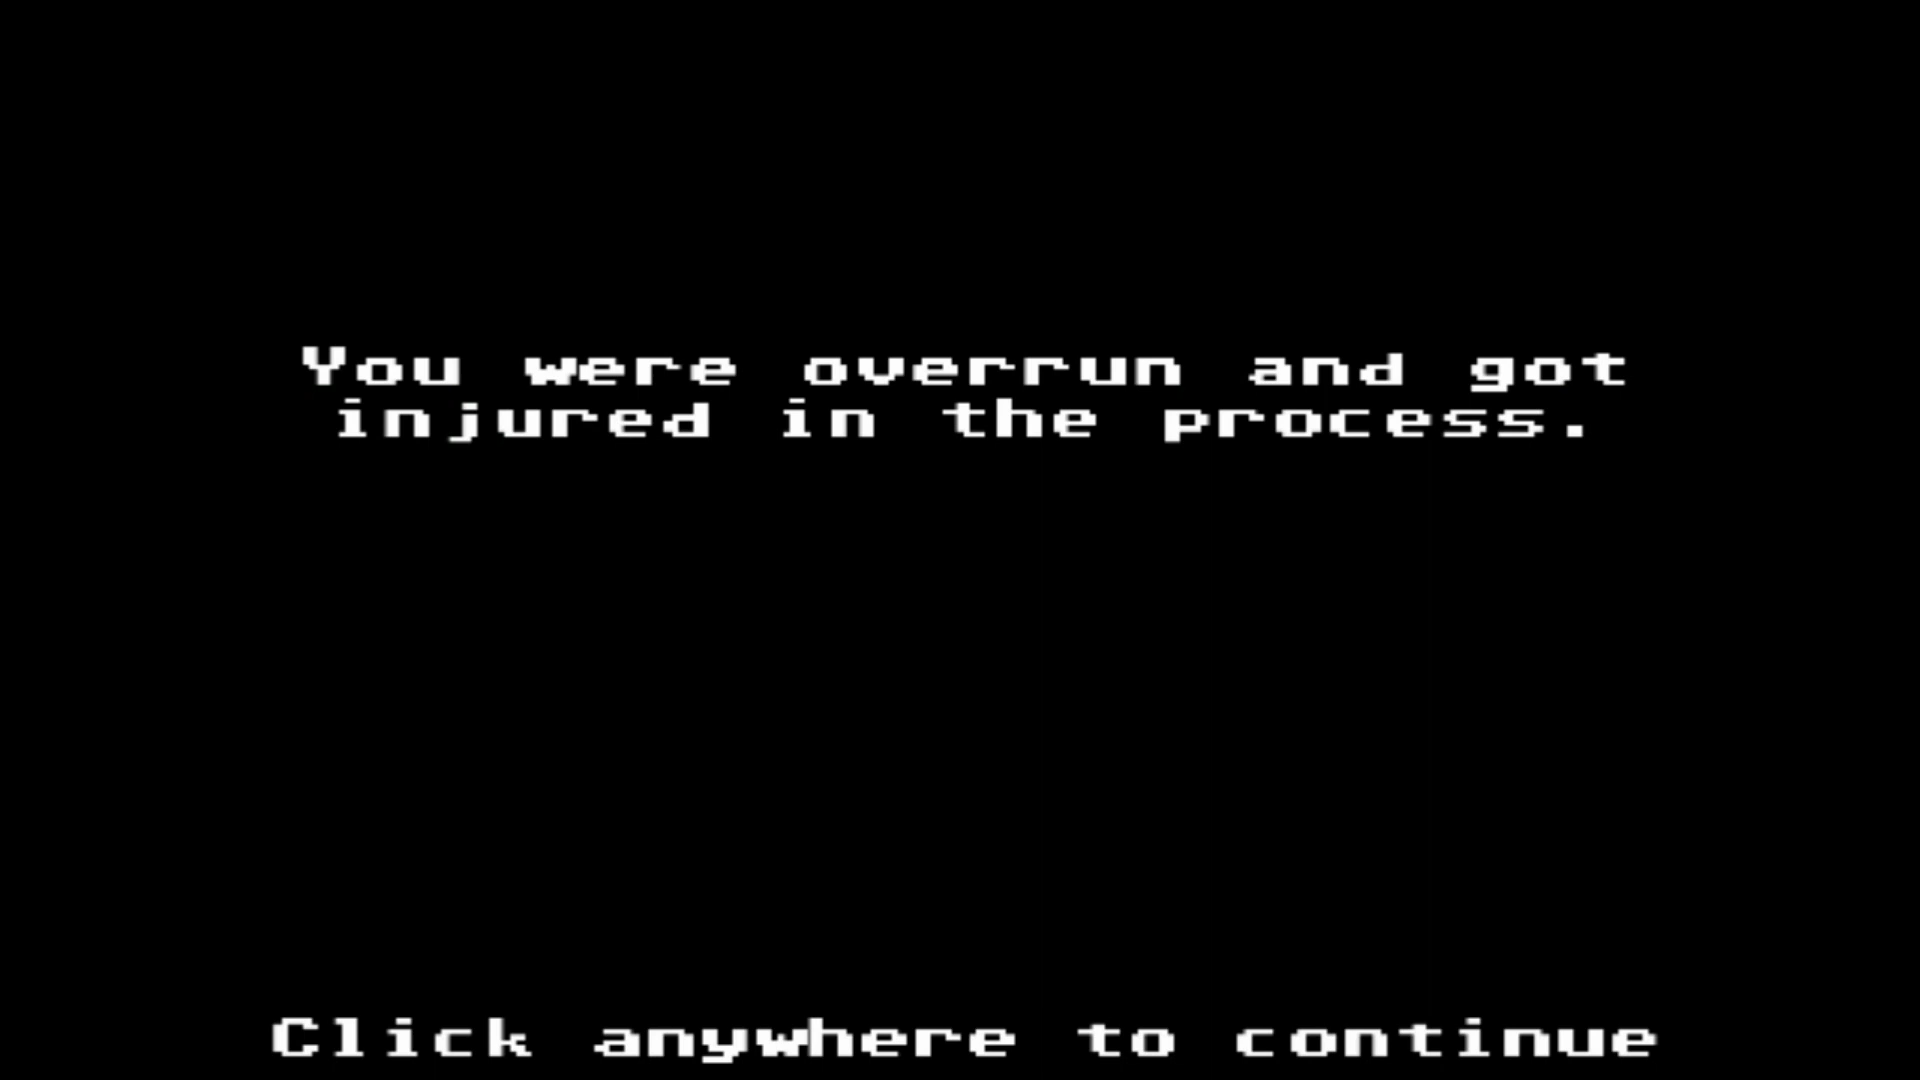 You were overrun and got
injured in the process.
Click anywhere to continue